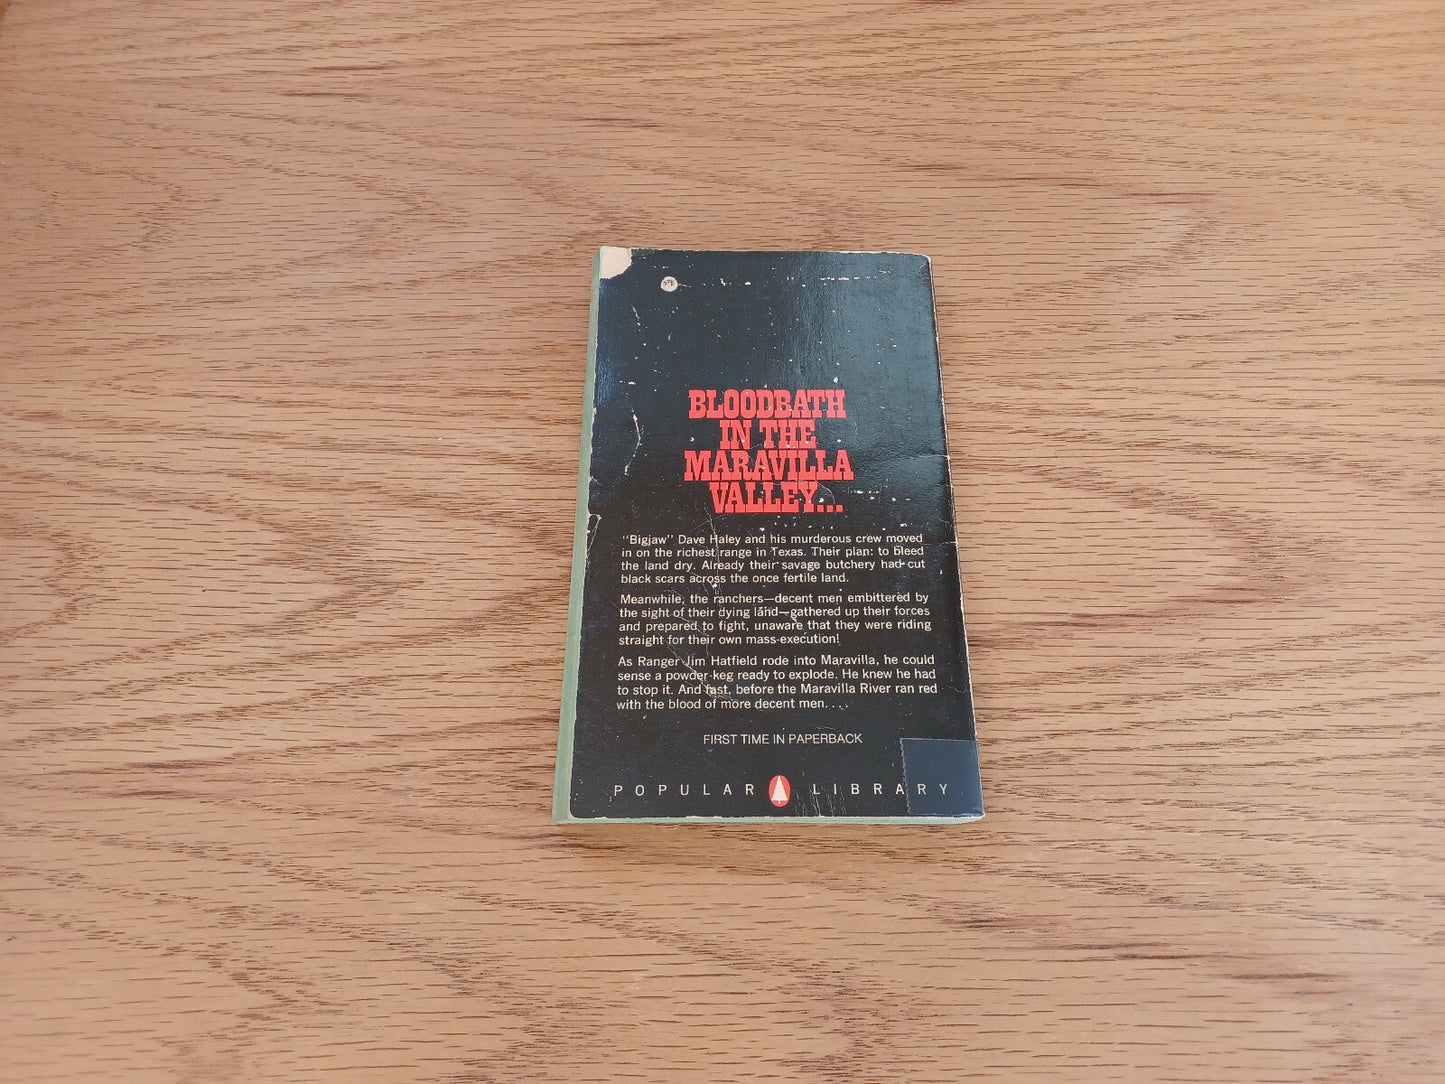 BLOODBATH
IN THE
MARAVILLA
VALLEY...
"Bigjaw" Dave Haley and his murderous crew moved
in on the richest range in Texas. Their plan: to bleed
the land dry. Already their savage butchery had cut
black scars across the once fertile land.
Meanwhile, the ranchers—decent men embittered by
the sight of their dying land—gathered up their forces
and prepared to fight, unaware that they were riding
straight for their own mass-execution!
As Ranger Jim Hatfield rode into Maravilla, he could
sense a powder-keg ready to explode. He knew he had
to stop it. And fast, before the Maravilla River ran red
with the blood of more decent men. . . .
FIRST TIME IN PAPERBACK
POPULAR LIBRARY